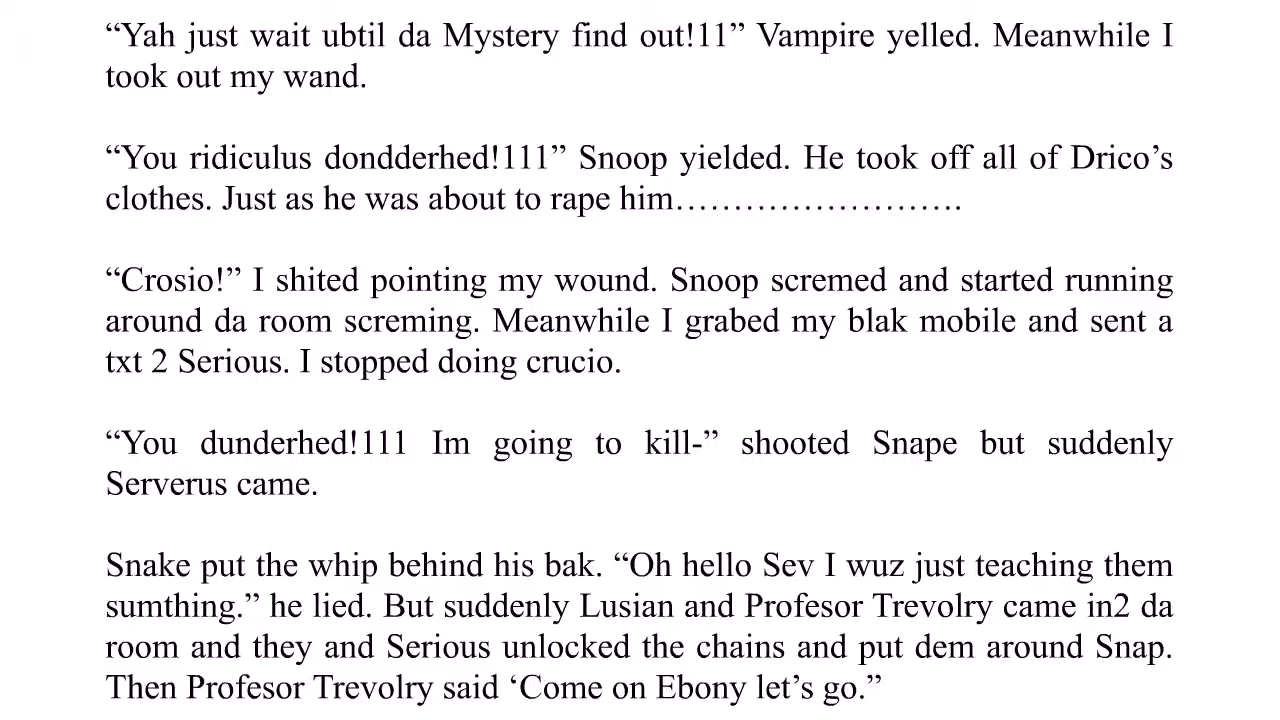 “Yah just wait ubtil da Mystery find out!11” Vampire yelled. Meanwhile I
took out my wand.
“You ridiculus dondderhed!111” Snoop yielded. He took off all of Drico’s
clothes. Just as he was about to rape him…………………….
“Crosio!” I shited pointing my wound. Snoop scremed and started running
around da room screming. Meanwhile I grabed my blak mobile and sent a
txt 2 Serious. I stopped doing crucio.
“You dunderhed!111 Im going to kill-” shooted Snape but suddenly
Serverus came.
Snake put the whip behind his bak. “Oh hello Sev I wuz just teaching them
sumthing.” he lied. But suddenly Lusian and Profesor Trevolry came in2 da
room and they and Serious unlocked the chains and put dem around Snap.
Then Profesor Trevolry said ‘Come on Ebony let’s go.”